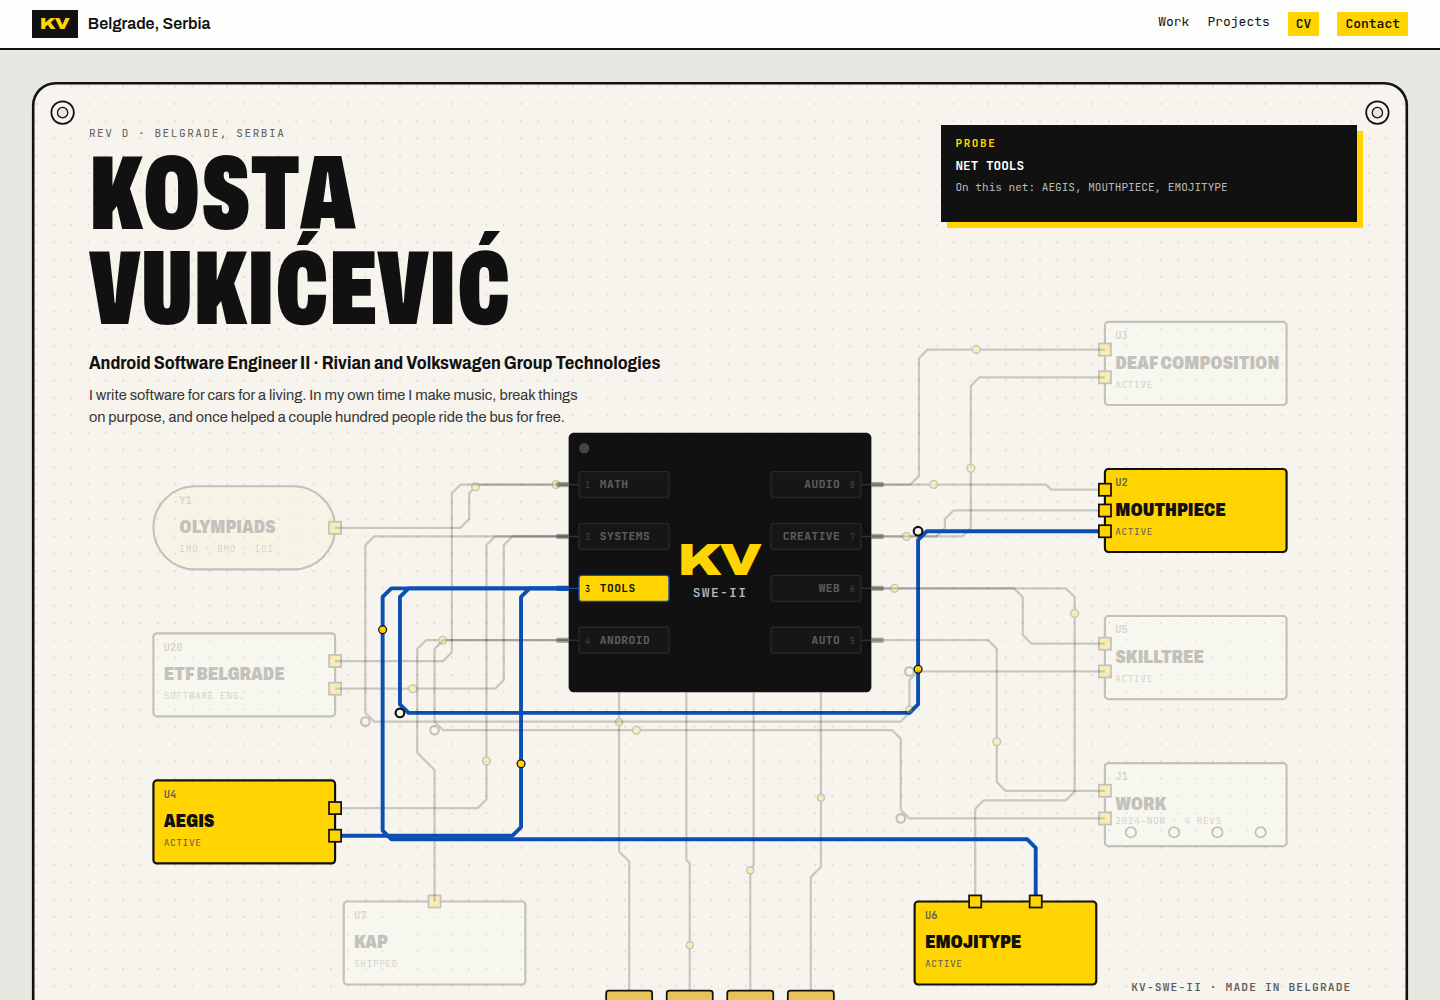 KV Belgrade, Serbia
Work Projects CV Contact
REV D · BELGRADE, SERBIA
KOSTA
VUKIĆEVIĆ
Android Software Engineer II · Rivian and Volkswagen Group Technologies
I write software for cars for a living. In my own time I make music, break things
on purpose, and once helped a couple hundred people ride the bus for free.
PROBE
NET TOOLS
On this net: AEGIS, MOUTHPIECE, EMOJITYPE
U3
DEAF COMPOSITION
ACTIVE
1 MATH
2 SYSTEMS
3 TOOLS
4 ANDROID
KV
SWE-II
AUDIO 8
CREATIVE 7
WEB 6
AUTO 5
Y1
OLYMPIADS
IMO · BMO · IOI
U2
MOUTHPIECE
ACTIVE
U20
ETF BELGRADE
SOFTWARE ENG.
U5
SKILLTREE
ACTIVE
U4
AEGIS
ACTIVE
J1
WORK
2024-NOW · 4 REVS
U7
KAP
SHIPPED
U6
EMOJITYPE
ACTIVE
KV-SWE-II · MADE IN BELGRADE